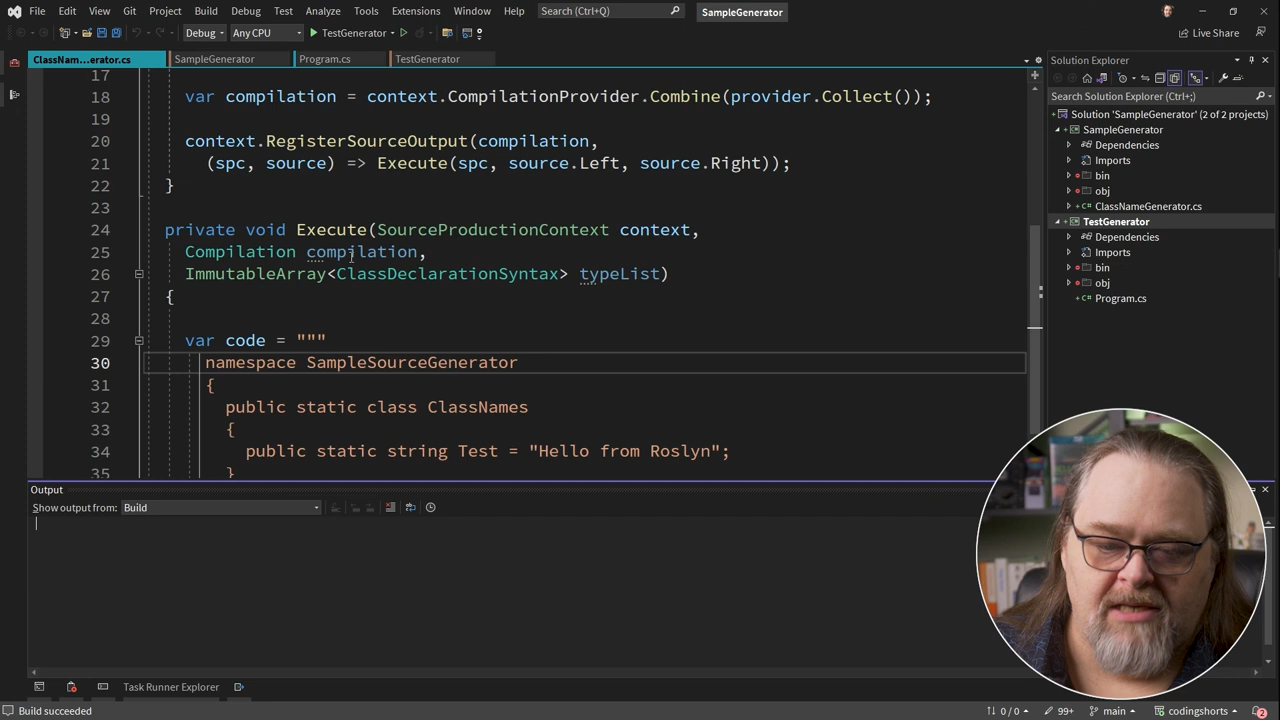 File Edit View Git Project Build Debug Test Analyze Tools Extensions Window Help Search (Ctrl+Q) SampleGenerator
Debug Any CPU TestGenerator Live Share
ClassNam...erator.cs SampleGenerator Program.cs TestGenerator
17
18 var compilation = context.CompilationProvider.Combine(provider.Collect());
19
20 context.RegisterSourceOutput(compilation,
21 (spc, source) => Execute(spc, source.Left, source.Right));
22 }
23
24 private void Execute(SourceProductionContext context,
25 Compilation compilation,
26 ImmutableArray<ClassDeclarationSyntax> typeList)
27 {
28
29 var code = """
30 namespace SampleSourceGenerator
31 {
32 public static class ClassNames
33 {
34 public static string Test = "Hello from Roslyn";
35 }
Solution Explorer
Search Solution Explorer (Ctrl+;)
Solution 'SampleGenerator' (2 of 2 projects)
SampleGenerator
Dependencies
Imports
bin
obj
C# ClassNameGenerator.cs
TestGenerator
Dependencies
Imports
bin
obj
C# Program.cs
Output
Show output from: Build
Task Runner Explorer
Build succeeded 0 / 0 99+ main codingshorts 2